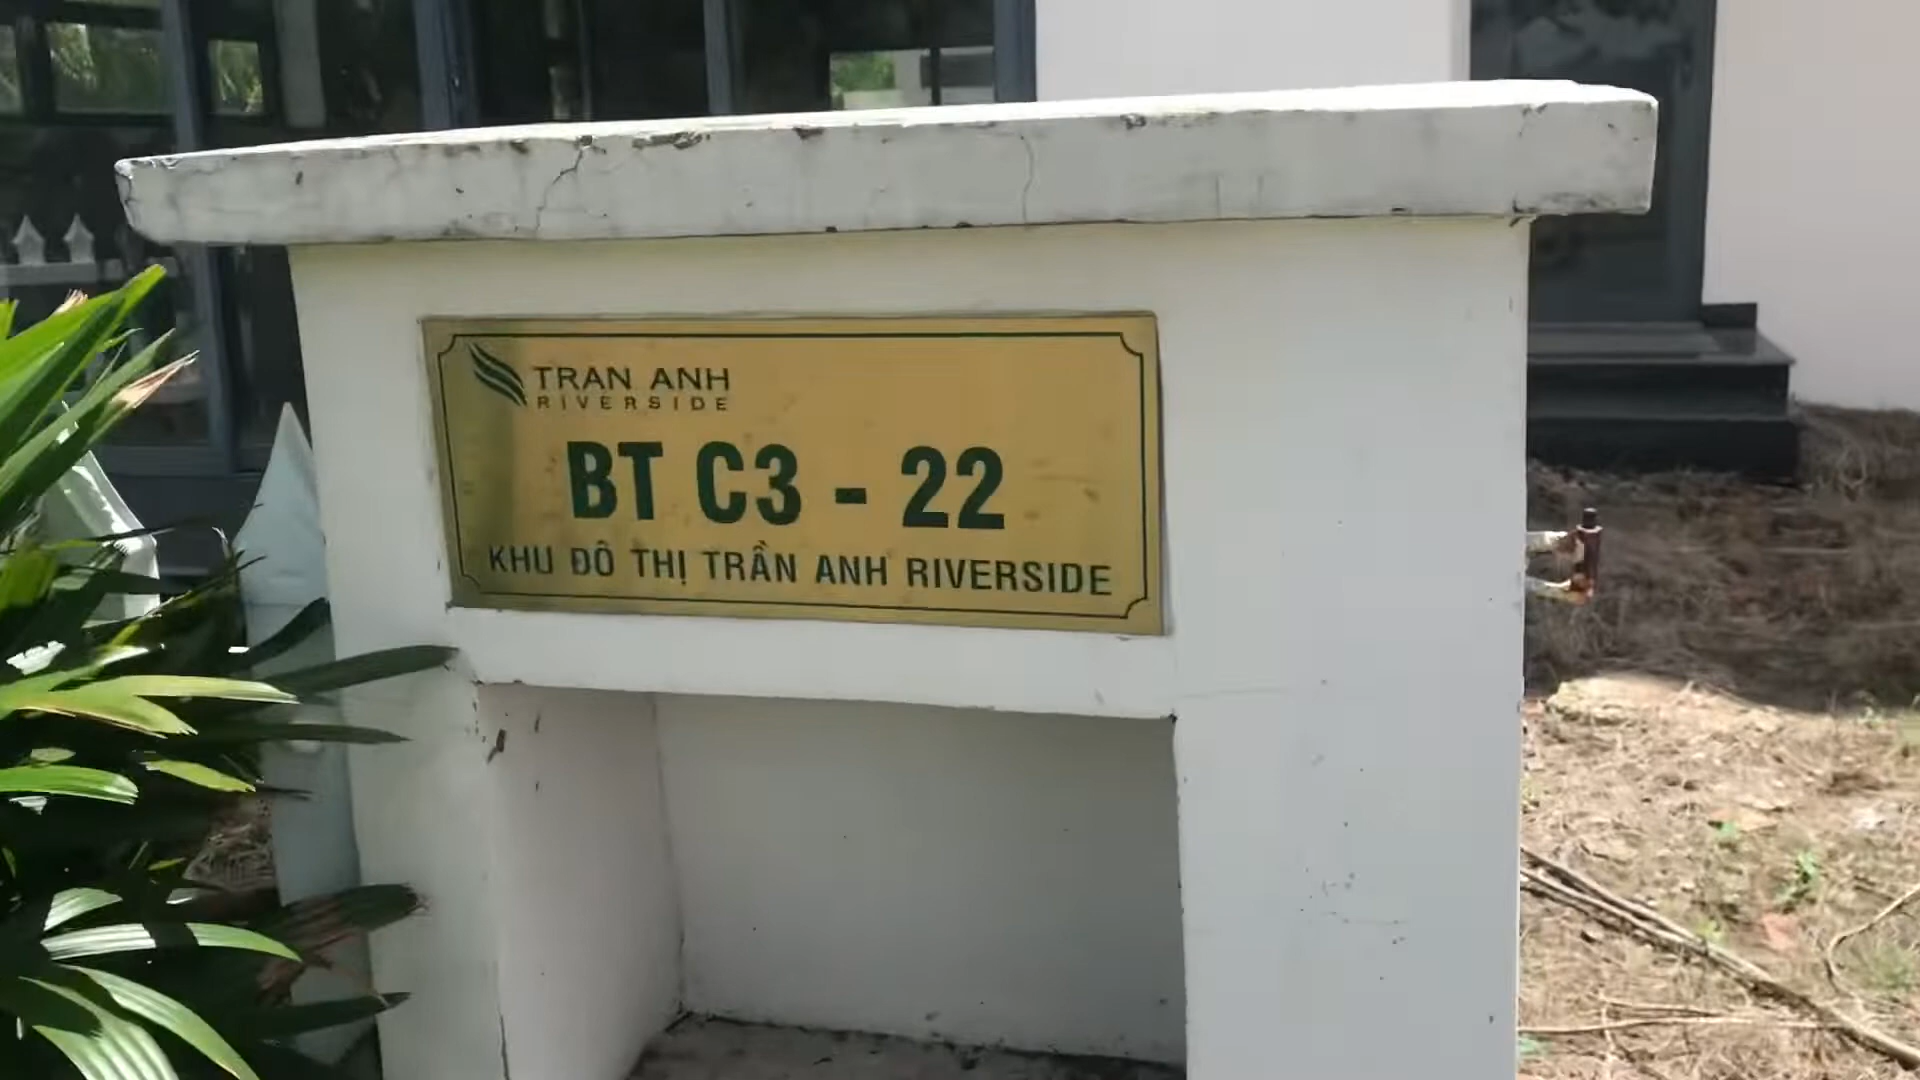 TRAN ANH
RIVERSIDE
BT C3 - 22
KHU ĐÔ THỊ TRẦN ANH RIVERSIDE